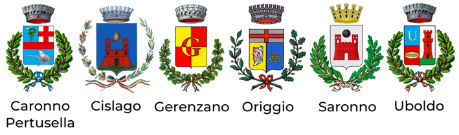 Caronno
Pertusella
Cislago
Gerenzano
Origgio
Saronno
Uboldo
G
U